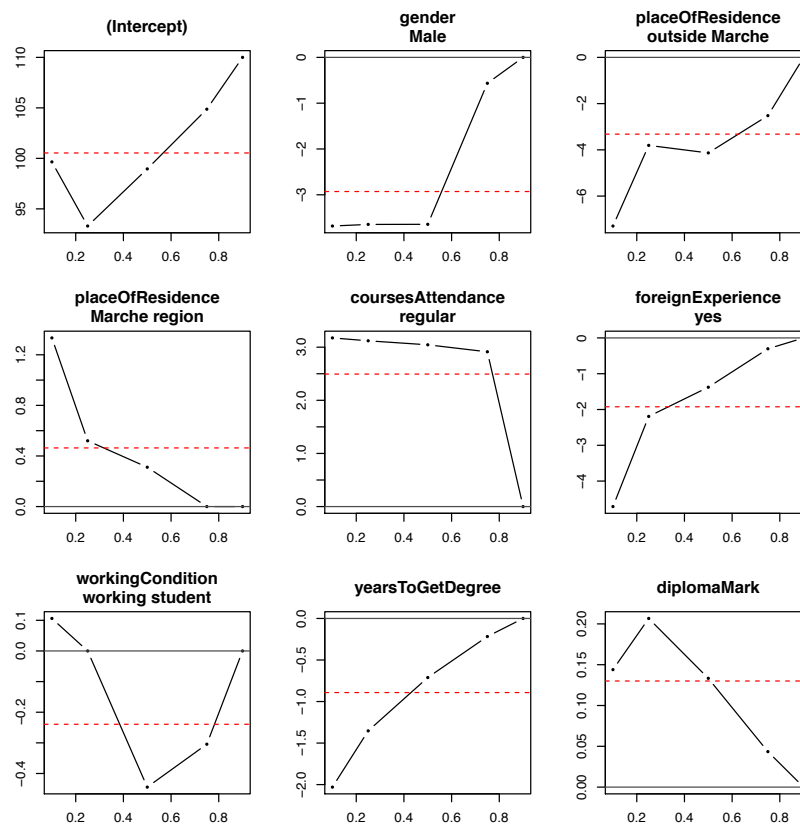 (Intercept)
110
105
100
95
0.2 0.4 0.6 0.8
gender
Male
0
−1
−2
−3
0.2 0.4 0.6 0.8
placeOfResidence
outside Marche
0
−2
−4
−6
0.2 0.4 0.6 0.8
placeOfResidence
Marche region
1.2
0.8
0.4
0.0
0.2 0.4 0.6 0.8
coursesAttendance
regular
3.0
2.0
1.0
0.0
0.2 0.4 0.6 0.8
foreignExperience
yes
0
−1
−2
−3
−4
0.2 0.4 0.6 0.8
workingCondition
working student
0.1
0.0
−0.2
−0.4
0.2 0.4 0.6 0.8
yearsToGetDegree
0.0
−0.5
−1.0
−1.5
−2.0
0.2 0.4 0.6 0.8
diplomaMark
0.20
0.15
0.10
0.05
0.00
0.2 0.4 0.6 0.8